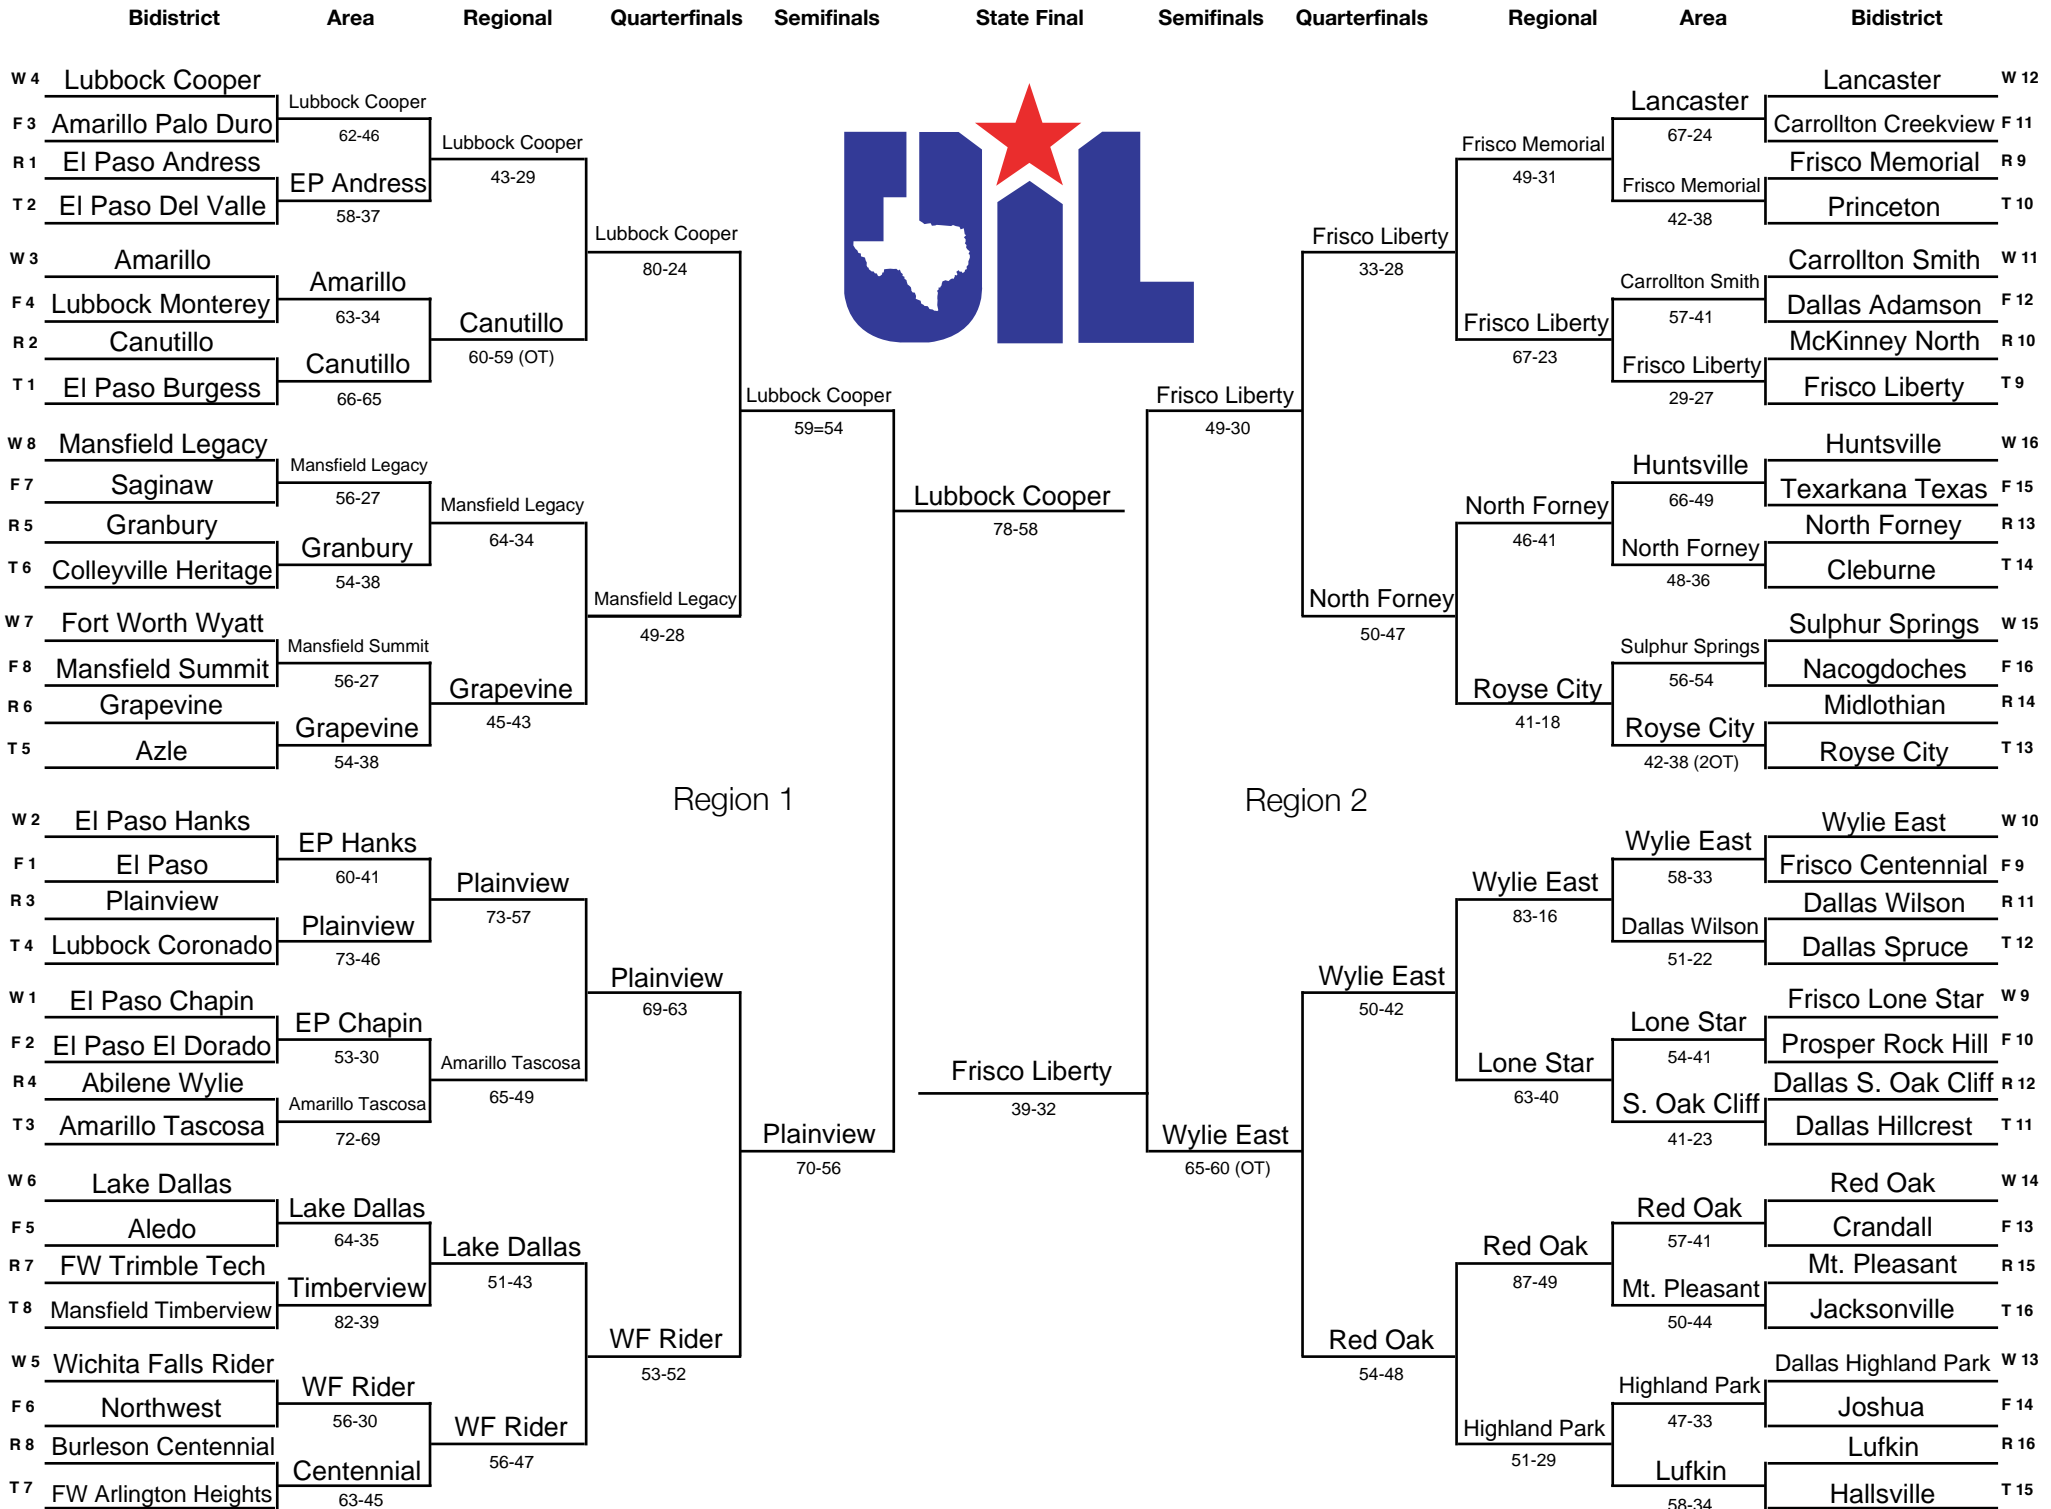 Bidistrict Area Regional Quarterfinals Semifinals State Final Semifinals Quarterfinals Regional Area Bidistrict
W 4 Lubbock Cooper
Lubbock Cooper
F 3 Amarillo Palo Duro
62-46
Lubbock Cooper
R 1 El Paso Andress
43-29
EP Andress
T 2 El Paso Del Valle
58-37
Lubbock Cooper
W 3 Amarillo
80-24
Amarillo
F 4 Lubbock Monterey
63-34
Canutillo
R 2 Canutillo
60-59 (OT)
Canutillo
T 1 El Paso Burgess
66-65
Lubbock Cooper
59=54
W 8 Mansfield Legacy
Mansfield Legacy
F 7 Saginaw
56-27
Mansfield Legacy
R 5 Granbury
64-34
Granbury
T 6 Colleyville Heritage
54-38
Mansfield Legacy
W 7 Fort Worth Wyatt
49-28
Mansfield Summit
F 8 Mansfield Summit
56-27
Grapevine
R 6 Grapevine
45-43
Grapevine
T 5 Azle
54-38
Region 1
W 2 El Paso Hanks
EP Hanks
F 1 El Paso
60-41
Plainview
R 3 Plainview
73-57
Plainview
T 4 Lubbock Coronado
73-46
Plainview
W 1 El Paso Chapin
69-63
EP Chapin
F 2 El Paso El Dorado
53-30
Amarillo Tascosa
R 4 Abilene Wylie
65-49
Amarillo Tascosa
T 3 Amarillo Tascosa
72-69
Plainview
70-56
W 6 Lake Dallas
Lake Dallas
F 5 Aledo
64-35
Lake Dallas
R 7 FW Trimble Tech
51-43
Timberview
T 8 Mansfield Timberview
82-39
WF Rider
W 5 Wichita Falls Rider
53-52
WF Rider
F 6 Northwest
56-30
WF Rider
R 8 Burleson Centennial
56-47
Centennial
T 7 FW Arlington Heights
63-45
UIL
Lubbock Cooper
78-58
Frisco Liberty
39-32
Lancaster W 12
Lancaster
Carrollton Creekview F 11
67-24
Frisco Memorial
Frisco Memorial R 9
49-31
Frisco Memorial
Princeton T 10
42-38
Frisco Liberty
33-28
Carrollton Smith W 11
Carrollton Smith
Dallas Adamson F 12
57-41
Frisco Liberty
McKinney North R 10
67-23
Frisco Liberty
Frisco Liberty T 9
29-27
Frisco Liberty
49-30
Huntsville W 16
Huntsville
Texarkana Texas F 15
66-49
North Forney
North Forney R 13
46-41
North Forney
Cleburne T 14
48-36
North Forney
50-47
Sulphur Springs W 15
Sulphur Springs
Nacogdoches F 16
56-54
Royse City
Midlothian R 14
41-18
Royse City
Royse City T 13
42-38 (2OT)
Region 2
Wylie East W 10
Wylie East
Frisco Centennial F 9
58-33
Wylie East
Dallas Wilson R 11
83-16
Dallas Wilson
Dallas Spruce T 12
51-22
Wylie East
50-42
Frisco Lone Star W 9
Lone Star
Prosper Rock Hill F 10
54-41
Lone Star
Dallas S. Oak Cliff R 12
63-40
S. Oak Cliff
Dallas Hillcrest T 11
41-23
Wylie East
65-60 (OT)
Red Oak W 14
Red Oak
Crandall F 13
57-41
Red Oak
Mt. Pleasant R 15
87-49
Mt. Pleasant
Jacksonville T 16
50-44
Red Oak
54-48
Dallas Highland Park W 13
Highland Park
Joshua F 14
47-33
Highland Park
Lufkin R 16
51-29
Lufkin
Hallsville T 15
58-34